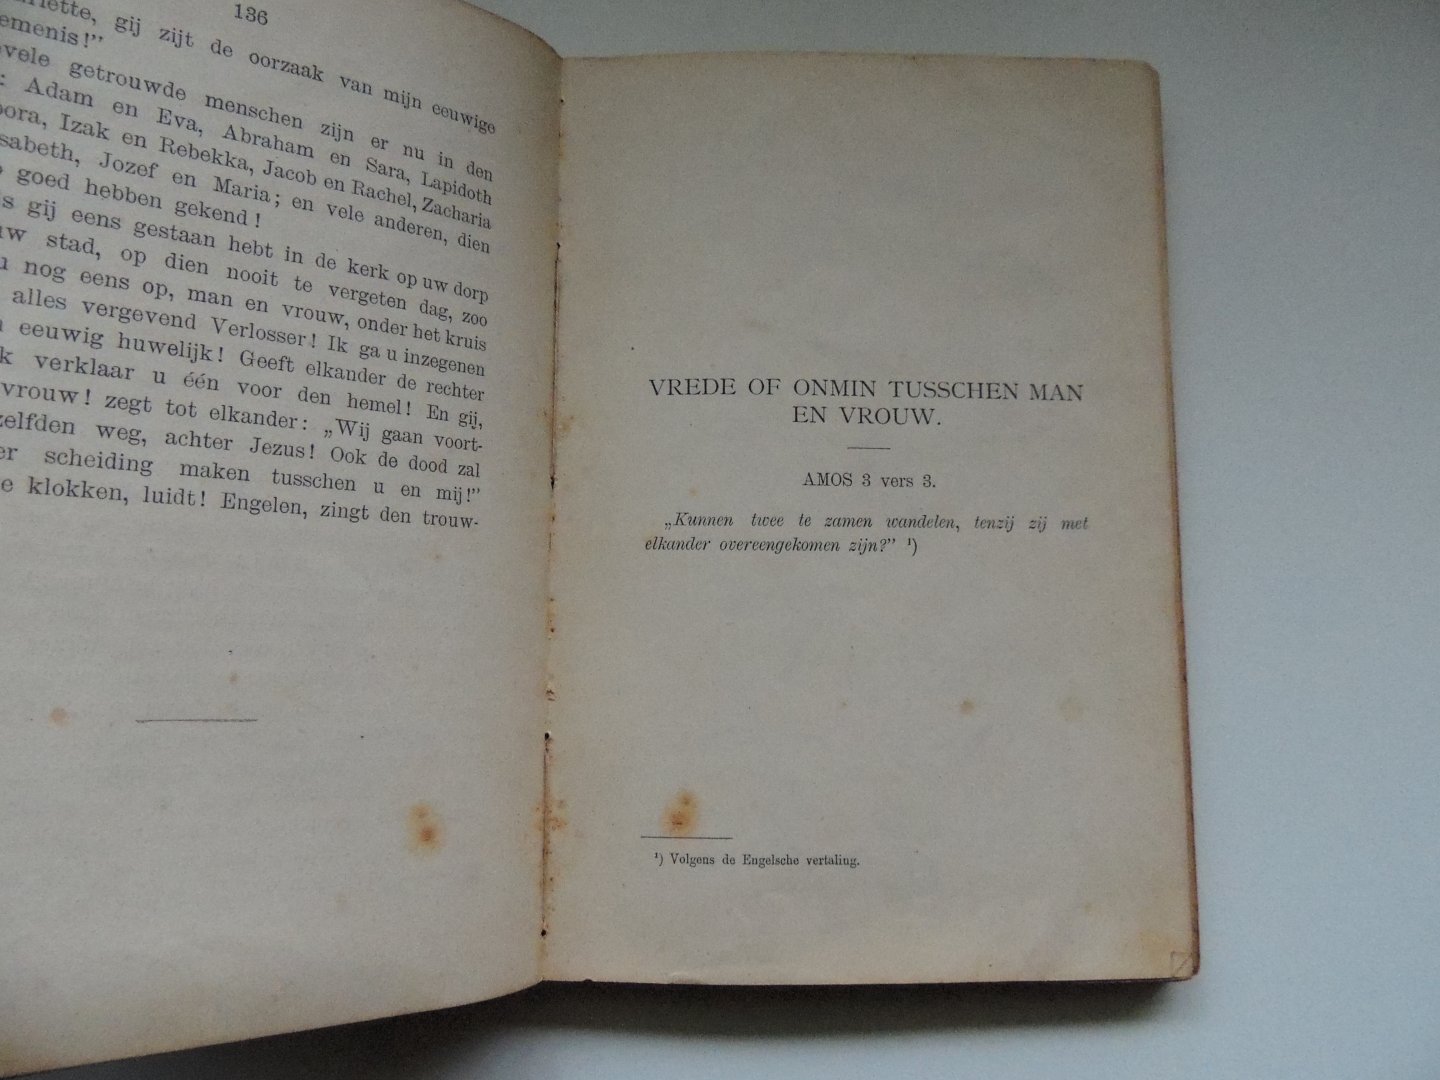 136
gij zijt de oorzaak van mijn eeuwige
getrouwde menschen zijn er nu in den
: Adam en Eva, Abraham en Sara, Lapidoth
Izak en Rebekka, Jacob en Rachel, Zacharia
Jozef en Maria; en vele anderen, dien
goed hebben gekend!
gij eens gestaan hebt in de kerk op uw dorp
stad, op dien nooit te vergeten dag, zoo
nog eens op, man en vrouw, onder het kruis
alles vergevend Verlosser! Ik ga u inzegenen
eeuwig huwelijk! Geeft elkander de rechter
verklaar u één voor den hemel! En gij,
vrouw! zegt tot elkander: „Wij gaan voort-
zelfden weg, achter Jezus! Ook de dood zal
scheiding maken tusschen u en mij!”
klokken, luidt! Engelen, zingt den trouw-
VREDE OF ONMIN TUSSCHEN MAN
EN VROUW.
AMOS 3 vers 3.
„Kunnen twee te zamen wandelen, tenzij zij met
elkander overeengekomen zijn?” ¹)
¹) Volgens de Engelsche vertaling.